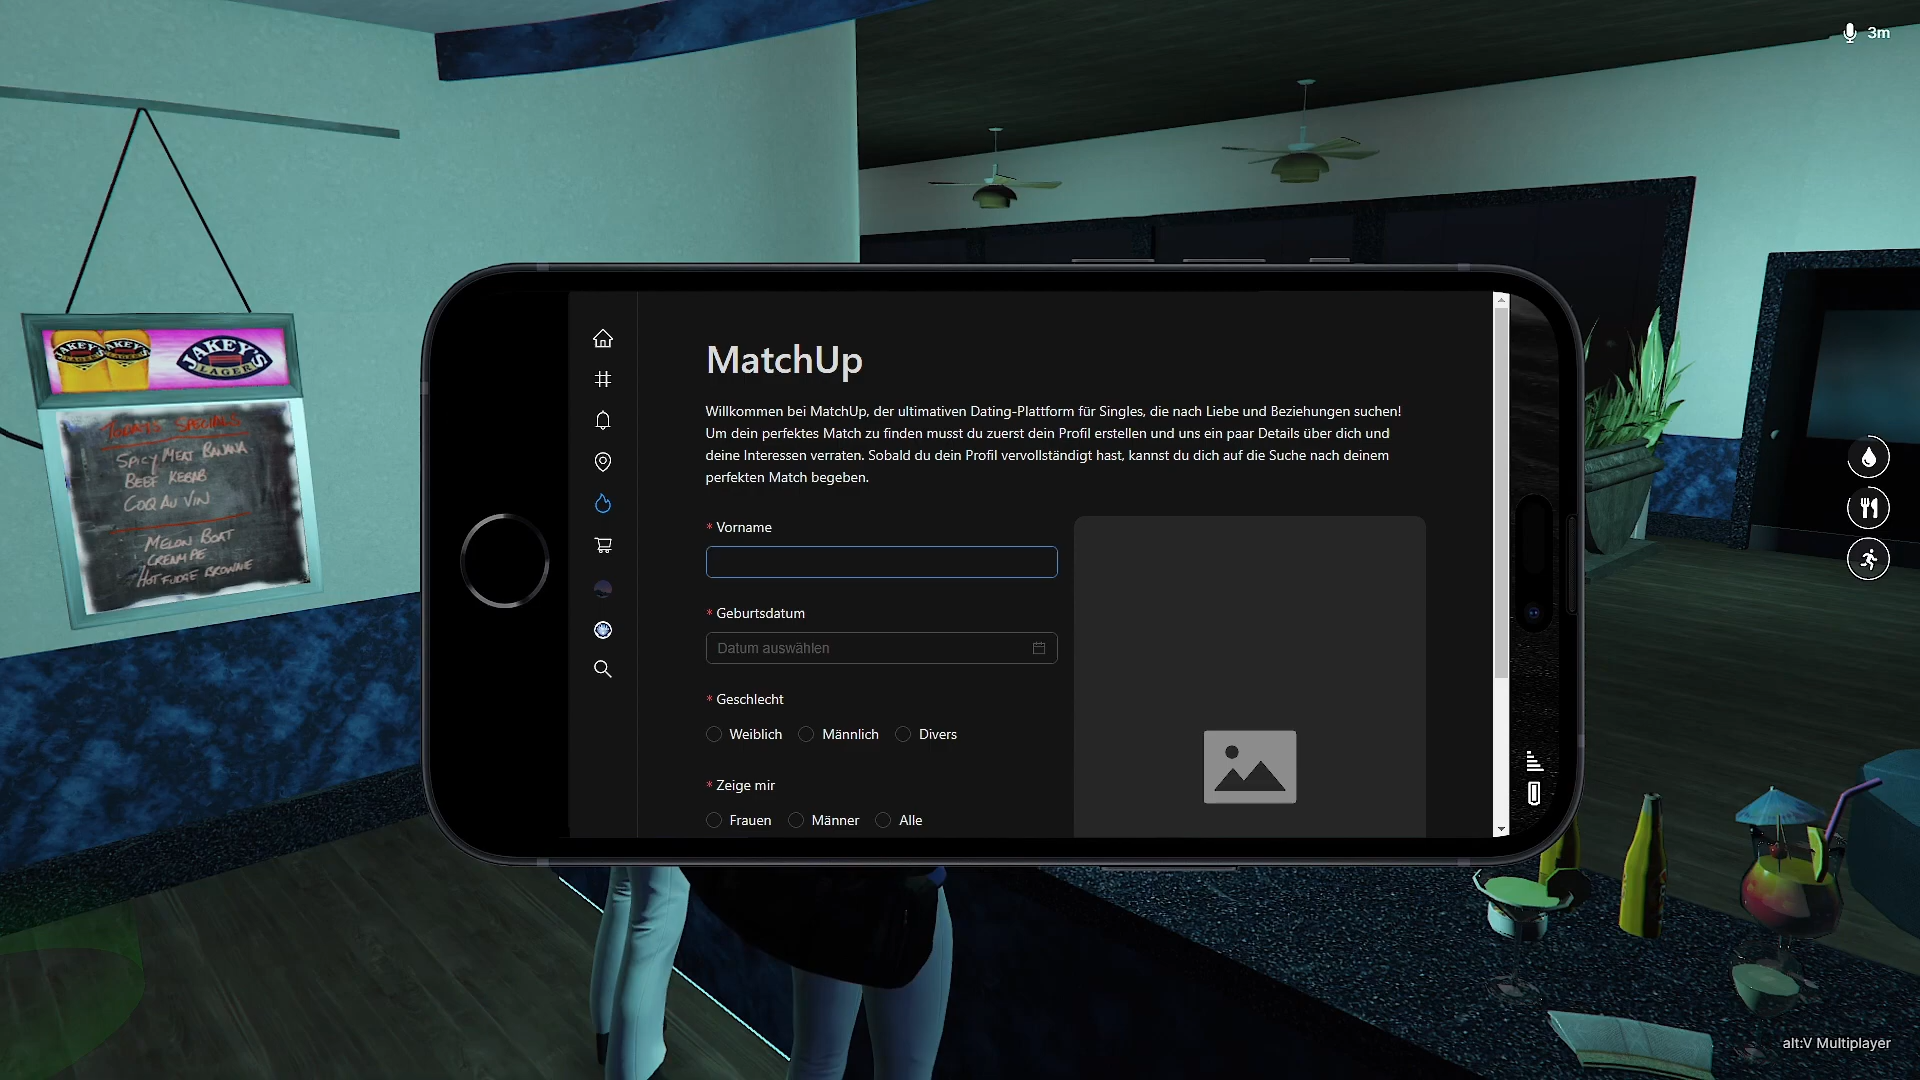 3m
JAKEY'S
LAGER
TODAY'S SPECIALS
SPICY MEAT BANANA
BEEF KEBAB
COQ AU VIN
MELON BOAT
HOT FUDGE BROWNIE
MatchUp
Willkommen bei MatchUp, der ultimativen Dating-Plattform für Singles, die nach Liebe und Beziehungen suchen!
Um dein perfektes Match zu finden musst du zuerst dein Profil erstellen und uns ein paar Details über dich und
deine Interessen verraten. Sobald du dein Profil vervollständigt hast, kannst du dich auf die Suche nach deinem
perfekten Match begeben.
* Vorname
* Geburtsdatum
Datum auswählen
* Geschlecht
Weiblich Männlich Divers
* Zeige mir
Frauen Männer Alle
alt:V Multiplayer